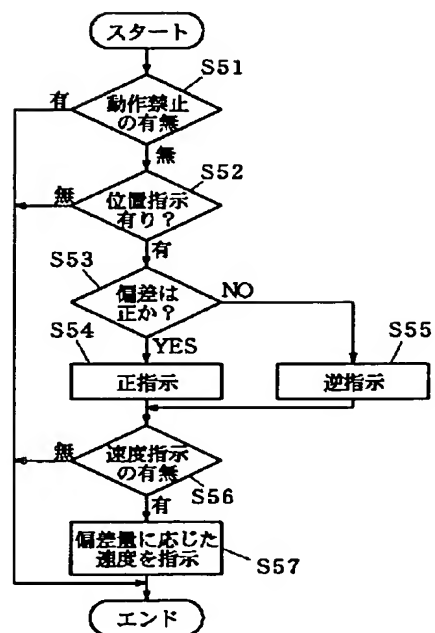 スタート
S51
有
動作禁止
の有無
無
S52
無
位置指示
有り？
有
S53
偏差は
正か？
NO
S54
YES
S55
正指示
逆指示
無
速度指示
の有無
S56
有
偏差量に応じた
速度を指示
S57
エンド